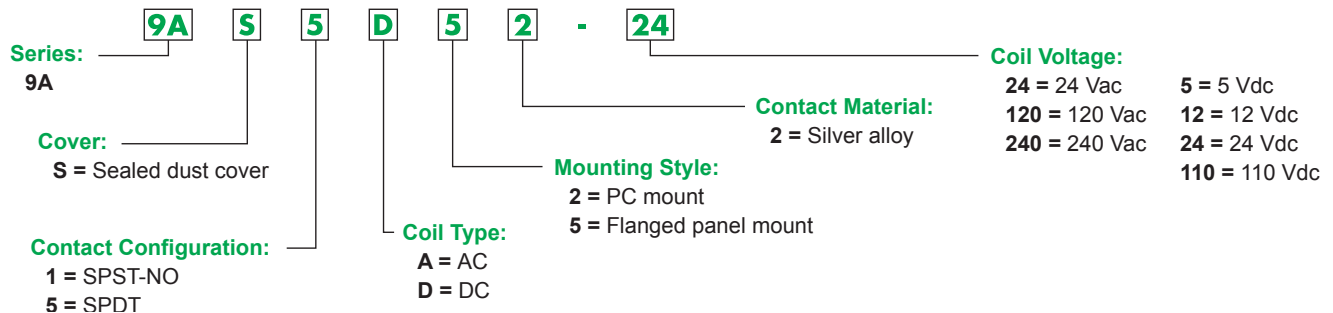 9A S 5 D 5 2 - 24
Series:
9A
Cover:
S = Sealed dust cover
Contact Configuration:
1 = SPST-NO
5 = SPDT
Coil Type:
A = AC
D = DC
Mounting Style:
2 = PC mount
5 = Flanged panel mount
Contact Material:
2 = Silver alloy
Coil Voltage:
24 = 24 Vac 5 = 5 Vdc
120 = 120 Vac 12 = 12 Vdc
240 = 240 Vac 24 = 24 Vdc
110 = 110 Vdc